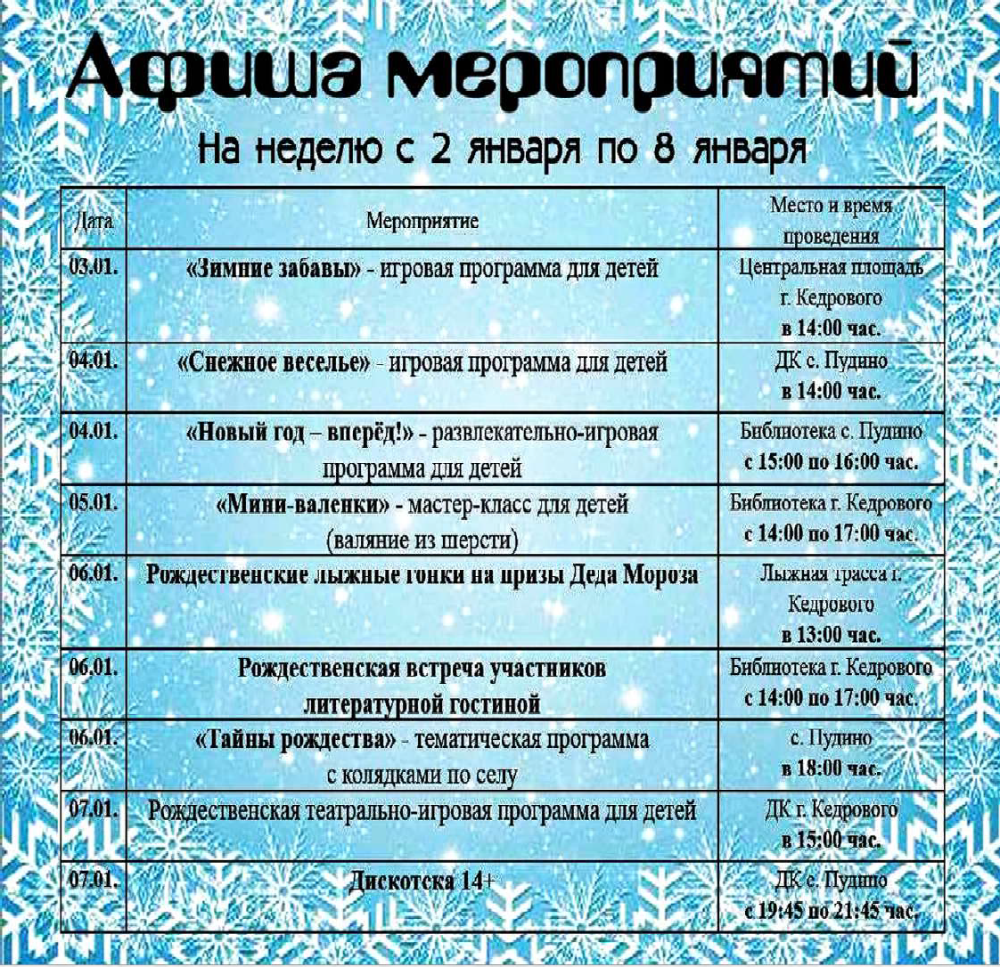 Афиша мероприятий
На неделю с 2 января по 8 января
Дата
Мероприятие
Место и время
проведения
03.01.
«Зимние забавы» - игровая программа для детей
Центральная площадь
г. Кедрового
в 14:00 час.
04.01.
«Снежное веселье» - игровая программа для детей
ДК с. Пудино
в 14:00 час.
04.01.
«Новый год – вперёд!» - развлекательно-игровая
программа для детей
Библиотека с. Пудино
с 15:00 по 16:00 час.
05.01.
«Мини-валенки» - мастер-класс для детей
(валяние из шерсти)
Библиотека г. Кедрового
с 14:00 по 17:00 час.
06.01.
Рождественские лыжные гонки на призы Деда Мороза
Лыжная трасса г.
Кедрового
в 13:00 час.
06.01.
Рождественская встреча участников
литературной гостиной
Библиотека г. Кедрового
с 14:00 по 17:00 час.
06.01.
«Тайны рождества» - тематическая программа
с колядками по селу
с. Пудино
в 18:00 час.
07.01.
Рождественская театрально-игровая программа для детей
ДК г. Кедрового
в 15:00 час.
07.01.
Дискотека 14+
ДК с. Пудино
с 19:45 по 21:45 час.